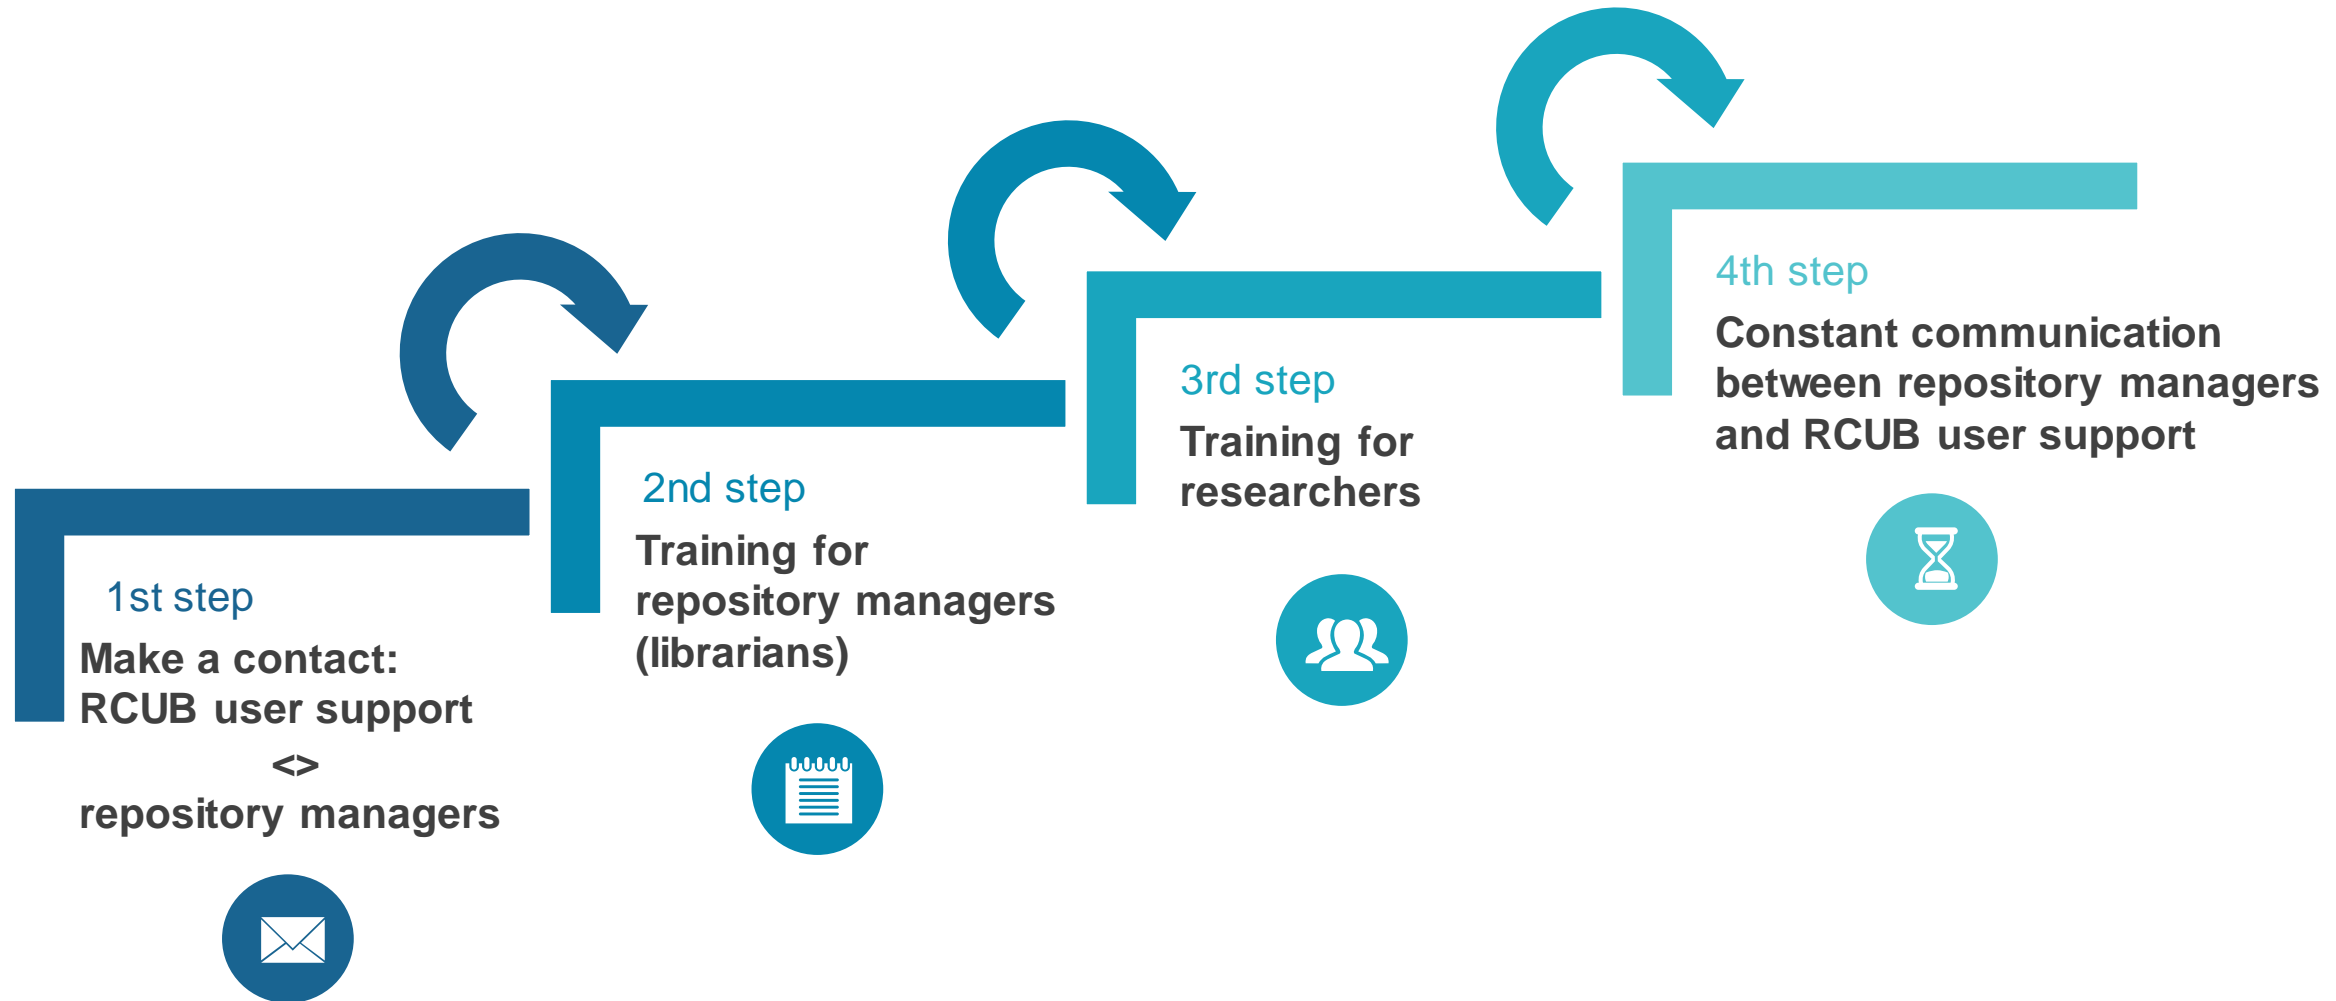 1st step
Make a contact:
RCUB user support
<>
repository managers
2nd step
Training for
repository managers
(librarians)
3rd step
Training for
researchers
4th step
Constant communication
between repository managers
and RCUB user support